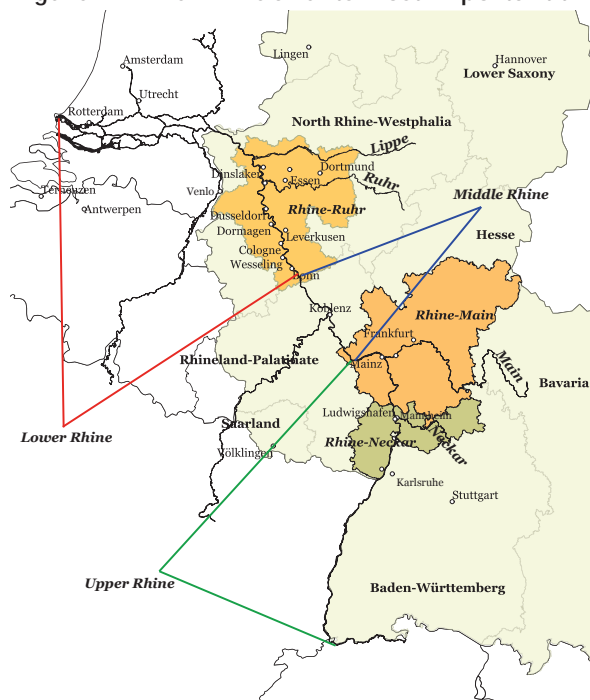 Amsterdam
Lingen
Hannover
Lower Saxony
Utrecht
Rotterdam
North Rhine-Westphalia
Lippe
Dinslaken
Dortmund
Essen
Ruhr
Terneuzen
Venlo
Middle Rhine
Antwerpen
Dusseldorf
Rhine-Ruhr
Dormagen
Leverkusen
Hesse
Cologne
Wesseling
Bonn
Koblenz
Rhine-Main
Frankfurt
Rhineland-Palatinate
Mainz
Main
Bavaria
Ludwigshafen
Mannheim
Saarland
Lower Rhine
Rhine-Neckar
Neckar
Völklingen
Karlsruhe
Stuttgart
Upper Rhine
Baden-Württemberg